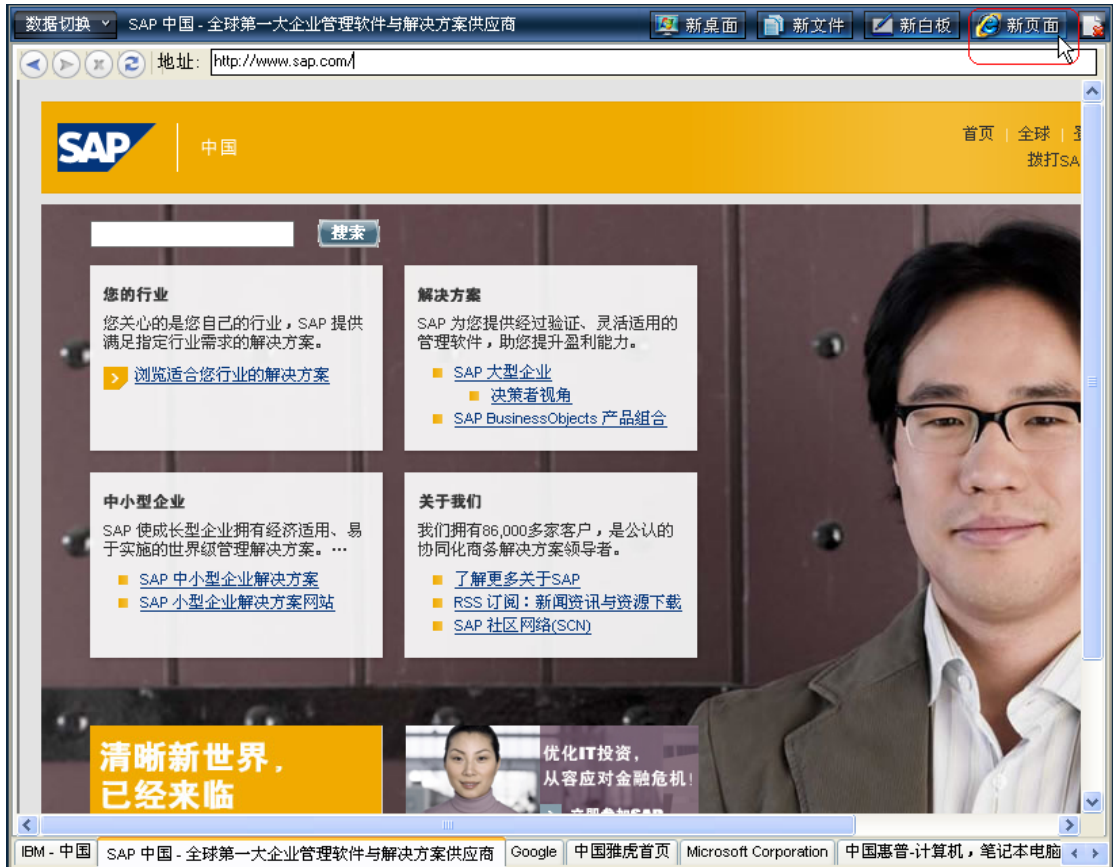 数据切换 SAP 中国 - 全球第一大企业管理软件与解决方案供应商 新桌面 新文件 新白板 新页面
地址: http://www.sap.com/
SAP 中国
首页 | 全球 |
拨打SA
搜索
您的行业
您关心的是您自己的行业，SAP 提供
满足指定行业需求的解决方案。
浏览适合您行业的解决方案
解决方案
SAP 为您提供经过验证、灵活适用的
管理软件，助您提升盈利能力。
SAP 大型企业
决策者视角
SAP BusinessObjects 产品组合
中小型企业
SAP 使成长型企业拥有经济适用、易
于实施的世界级管理解决方案。…
SAP 中小型企业解决方案
SAP 小型企业解决方案网站
关于我们
我们拥有86,000多家客户，是公认的
协同化商务解决方案领导者。
了解更多关于SAP
RSS 订阅：新闻资讯与资源下载
SAP 社区网络(SCN)
清晰新世界，
已经来临
优化IT投资，
从容应对金融危机！
立即参加SAP
IBM - 中国 SAP 中国 - 全球第一大企业管理软件与解决方案供应商 Google 中国雅虎首页 Microsoft Corporation 中国惠普-计算机，笔记本电脑